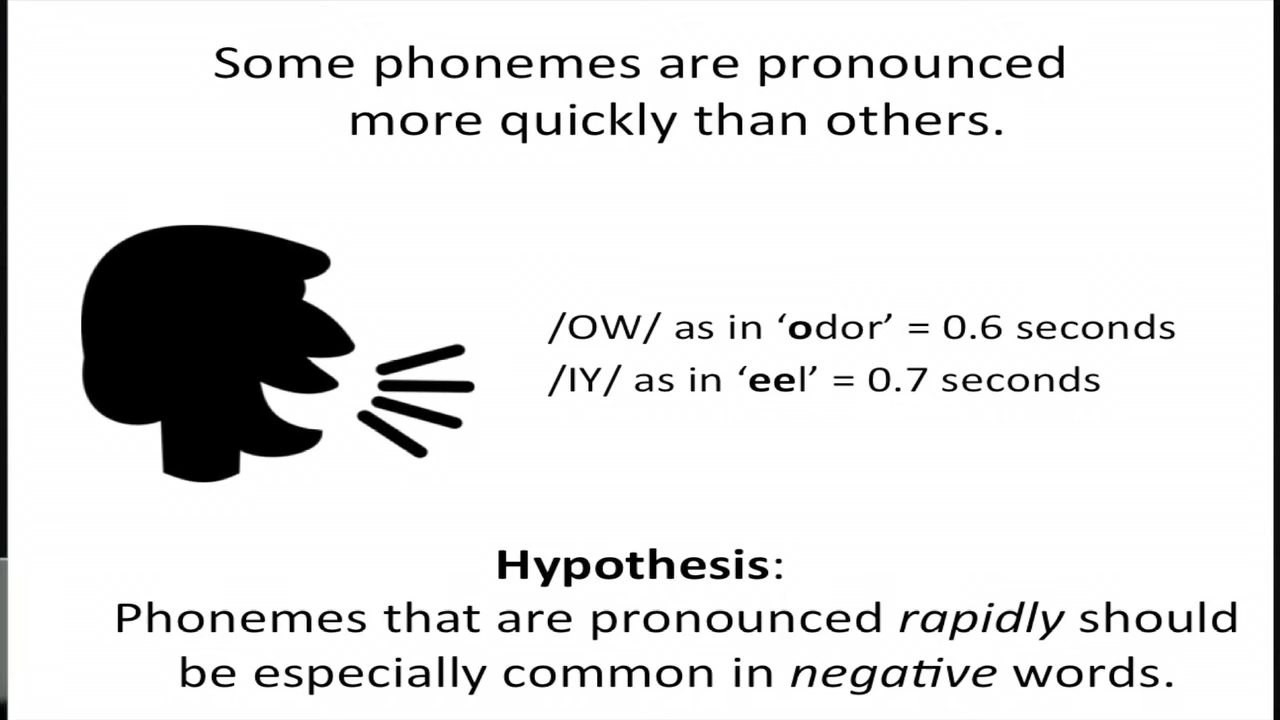 Some phonemes are pronounced
more quickly than others.
/OW/ as in ‘odor’ = 0.6 seconds
/IY/ as in ‘eel’ = 0.7 seconds
Hypothesis:
Phonemes that are pronounced rapidly should
be especially common in negative words.